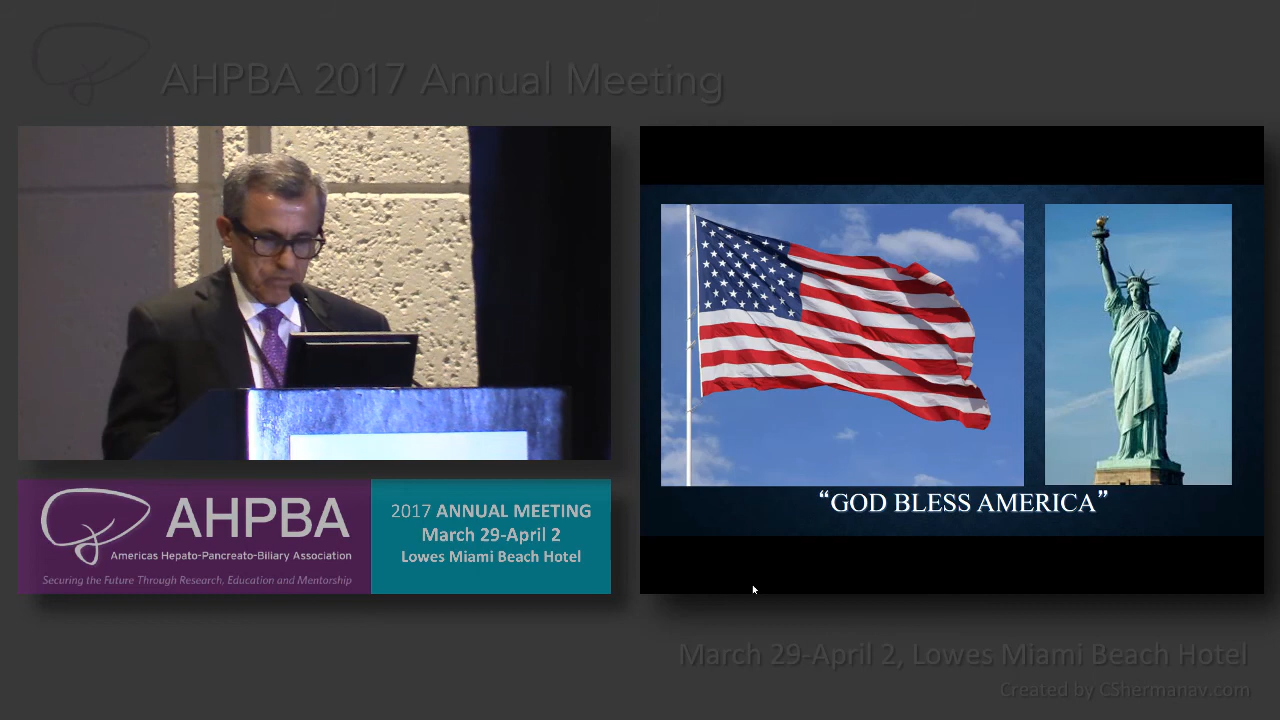 AHPBA 2017 Annual Meeting
“GOD BLESS AMERICA”
AHPBA
Americas Hepato-Pancreato-Biliary Association
Securing the Future Through Research, Education and Mentorship
2017 ANNUAL MEETING
March 29-April 2
Lowes Miami Beach Hotel
March 29-April 2, Lowes Miami Beach Hotel
Created by CShermanav.com